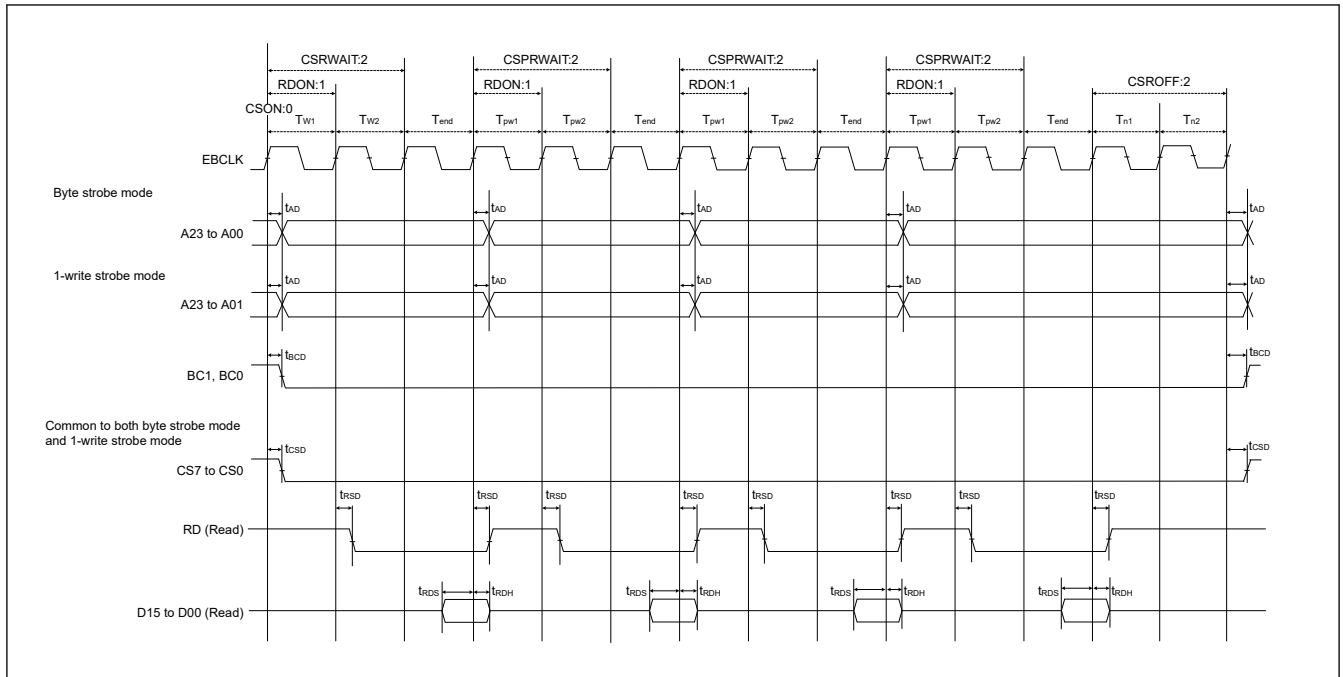 CSRWAIT:2 CSPRWAIT:2 CSPRWAIT:2 CSPRWAIT:2
RDON:1 RDON:1 RDON:1 RDON:1 CSROFF:2
CSON:0
TW1 TW2 Tend Tpw1 Tpw2 Tend Tpw1 Tpw2 Tend Tpw1 Tpw2 Tend Tn1 Tn2
EBCLK
Byte strobe mode
tAD tAD tAD tAD tAD
A23 to A00
1-write strobe mode
tAD tAD tAD tAD tAD
A23 to A01
tBCD tBCD
BC1, BC0
Common to both byte strobe mode
and 1-write strobe mode
tCSD tCSD
CS7 to CS0
tRSD tRSD tRSD tRSD tRSD tRSD tRSD tRSD
RD (Read)
tRDS tRDH tRDS tRDH tRDS tRDH tRDS tRDH
D15 to D00 (Read)